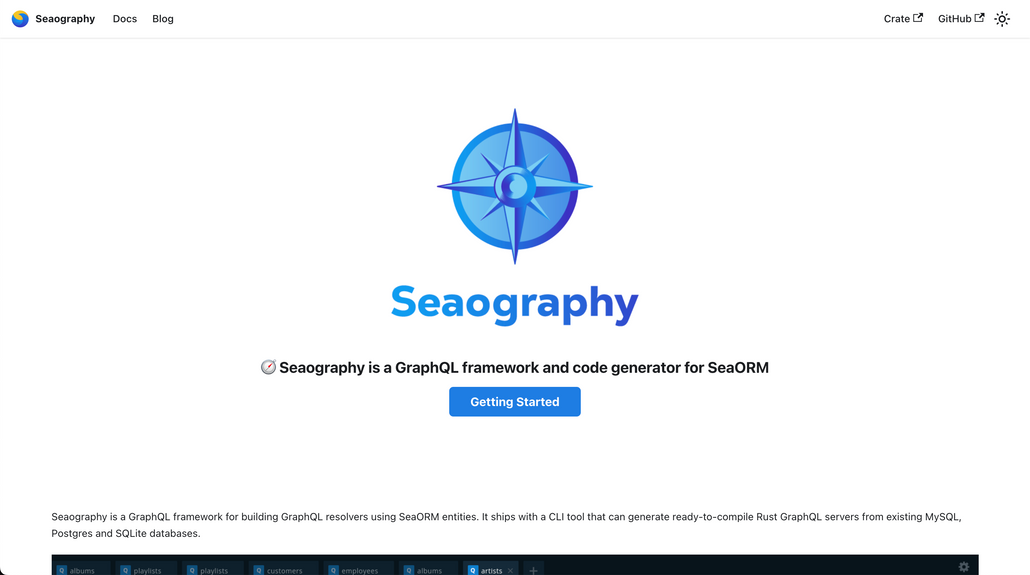 Seaography Docs Blog Crate GitHub
Seaography
Seaography is a GraphQL framework and code generator for SeaORM
Getting Started
Seaography is a GraphQL framework for building GraphQL resolvers using SeaORM entities. It ships with a CLI tool that can generate ready-to-compile Rust GraphQL servers from existing MySQL,
Postgres and SQLite databases.
albums playlists playlists customers employees albums artists